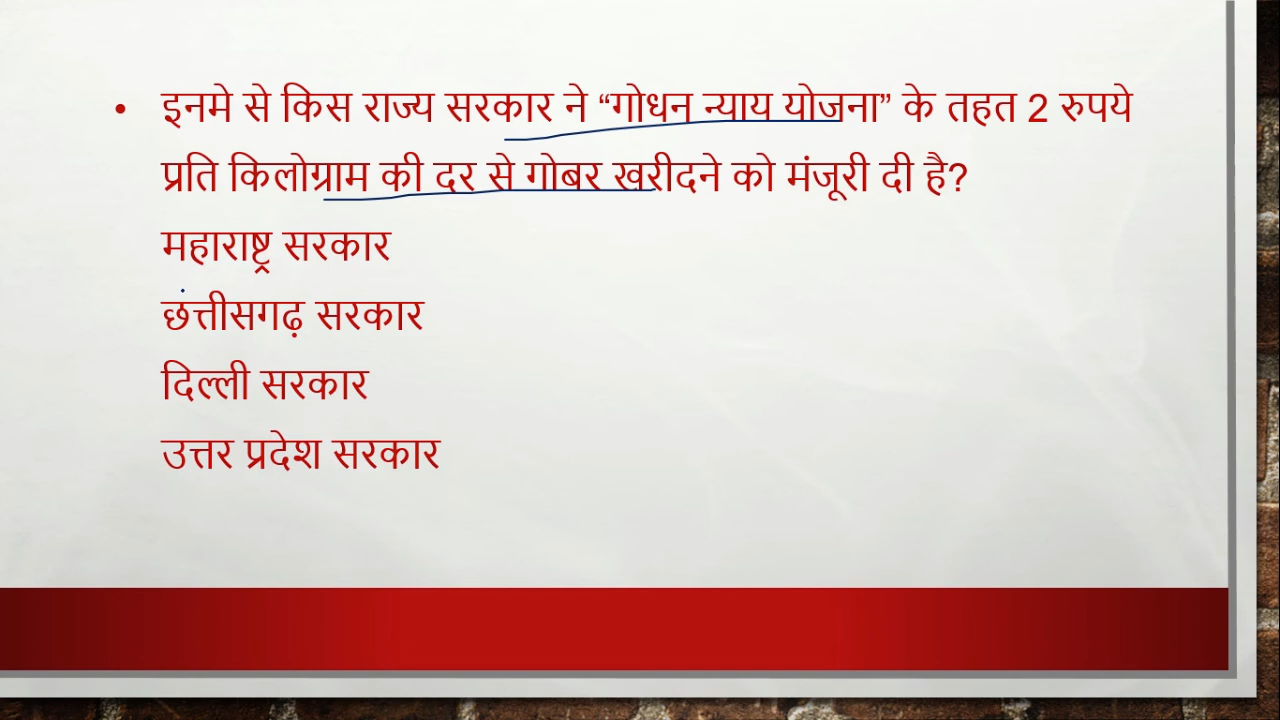 • इनमे से किस राज्य सरकार ने “गोधन न्याय योजना” के तहत 2 रुपये
प्रति किलोग्राम की दर से गोबर खरीदने को मंजूरी दी है?
महाराष्ट्र सरकार
छत्तीसगढ़ सरकार
दिल्ली सरकार
उत्तर प्रदेश सरकार